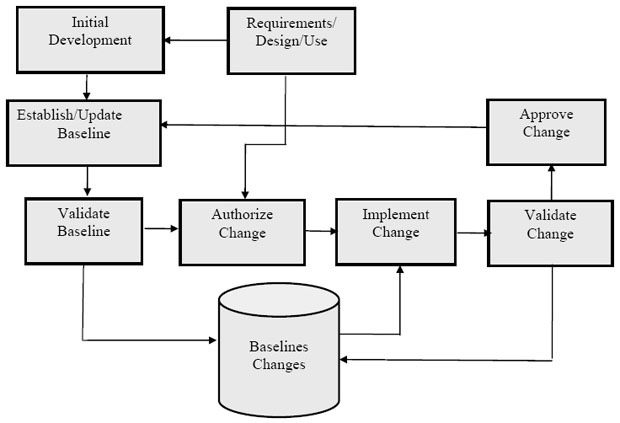 Initial
Development
Requirements/
Design/Use
Establish/Update
Baseline
Approve
Change
Validate
Baseline
Authorize
Change
Implement
Change
Validate
Change
Baselines
Changes